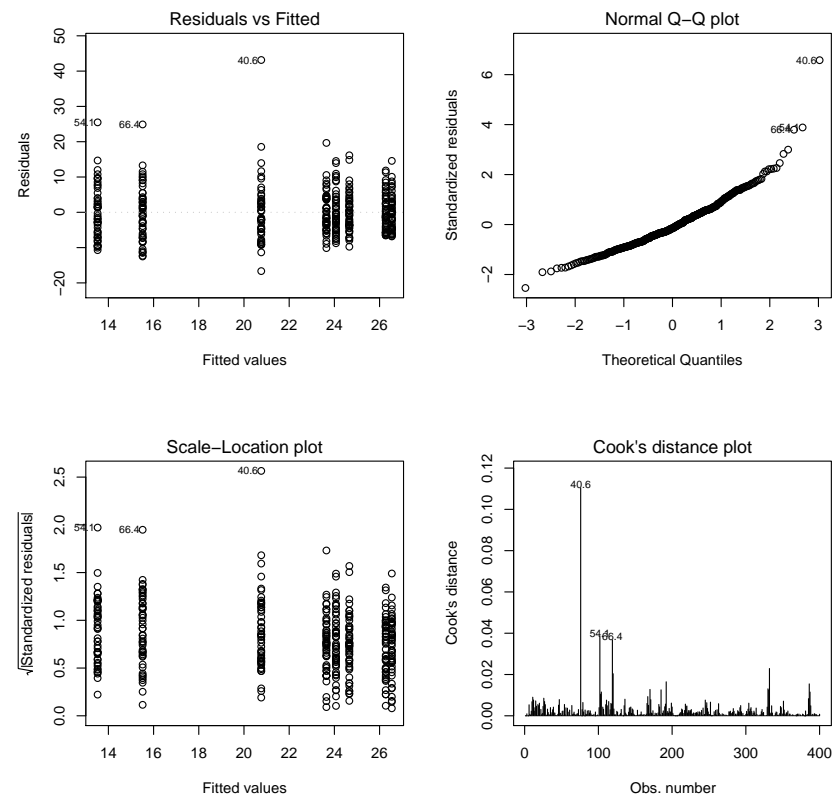 Residuals vs Fitted
50
40
30
20
10
0
−20
Residuals
40.6
54.1
66.4
14 16 18 20 22 24 26
Fitted values
Normal Q−Q plot
6
4
2
0
−2
Standardized residuals
40.6
66.4 54.1
−3 −2 −1 0 1 2 3
Theoretical Quantiles
Scale−Location plot
2.5
2.0
1.5
1.0
0.5
0.0
√|Standardized residuals|
40.6
54.1
66.4
14 16 18 20 22 24 26
Fitted values
Cook's distance plot
0.12
0.10
0.08
0.06
0.04
0.02
0.00
Cook's distance
40.6
54.1
66.4
0 100 200 300 400
Obs. number